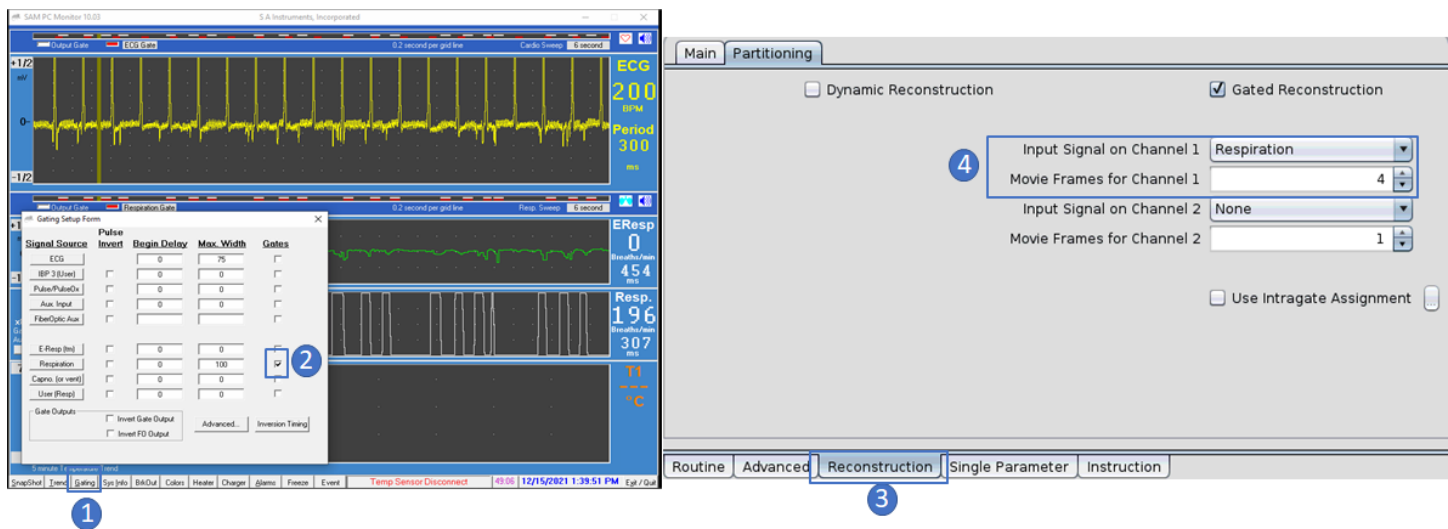 SAM PC Monitor 10.03 S A Instruments, Incorporated
Output Gate ECG Gate 0.2 second per grid line Cardio Sweep 6 second
+1/2
mV
0-
-1/2
ECG
200
BPM
Period
300
ms
Output Gate Respiration Gate 0.2 second per grid line Resp. Sweep 6 second
EResp
0
Breaths/min
454
ms
Resp.
196
Breaths/min
307
ms
T1
---
°C
Gating Setup Form
Signal Source Pulse Invert Begin Delay Max. Width Gates
ECG 0 75
IBP 3 (User) 0 0
Pulse/PulseOx 0 0
Aux. Input 0 0
FiberOptic Aux
E-Resp (tm) 0 0
Respiration 0 100
2
Capno. (or vent) 0 0
User (Resp) 0 0
Gate Outputs
Invert Gate Output
Invert FO Output
Advanced... Inversion Timing
5 minute Temperature Trend
SnapShot Trend Gating Sys Info BrkOut Colors Heater Charger Alarms Freeze Event Temp Sensor Disconnect 49:06 12/15/2021 1:39:51 PM Exit / Quit
1
Main Partitioning
Dynamic Reconstruction Gated Reconstruction
4
Input Signal on Channel 1 Respiration
Movie Frames for Channel 1 4
Input Signal on Channel 2 None
Movie Frames for Channel 2 1
Use Intragate Assignment ...
Routine Advanced Reconstruction Single Parameter Instruction
3